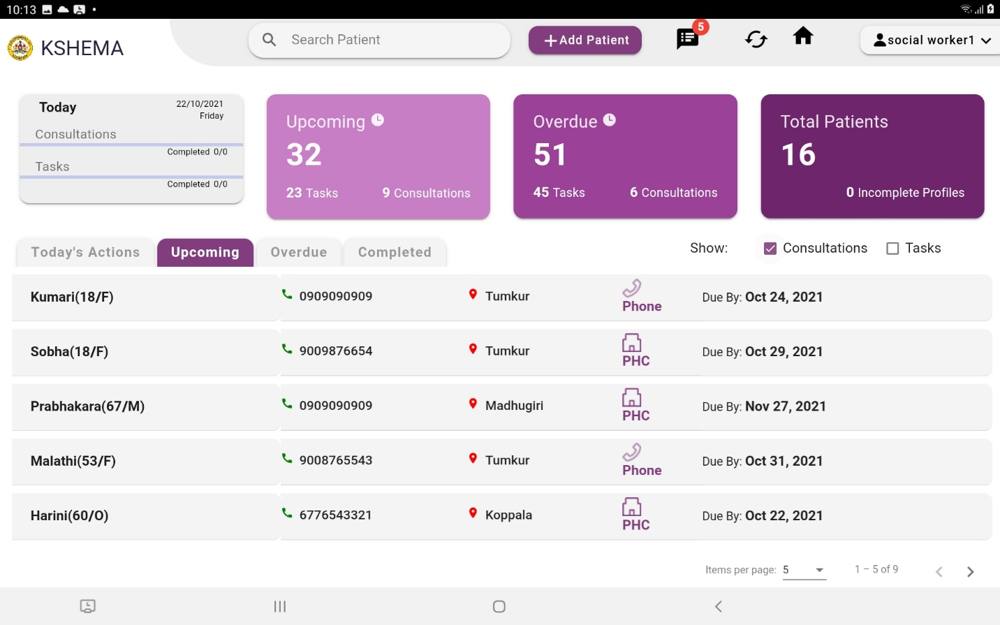 10:13
KSHEMA
Search Patient
+Add Patient
5
social worker1
Today
22/10/2021
Friday
Consultations
Completed 0/0
Tasks
Completed 0/0
Upcoming
32
23 Tasks 9 Consultations
Overdue
51
45 Tasks 6 Consultations
Total Patients
16
0 Incomplete Profiles
Today's Actions Upcoming Overdue Completed
Show: Consultations Tasks
Kumari(18/F) 0909090909 Tumkur Phone Due By: Oct 24, 2021
Sobha(18/F) 9009876654 Tumkur PHC Due By: Oct 29, 2021
Prabhakara(67/M) 0909090909 Madhugiri PHC Due By: Nov 27, 2021
Malathi(53/F) 9008765543 Tumkur Phone Due By: Oct 31, 2021
Harini(60/O) 6776543321 Koppala PHC Due By: Oct 22, 2021
Items per page: 5 1 – 5 of 9